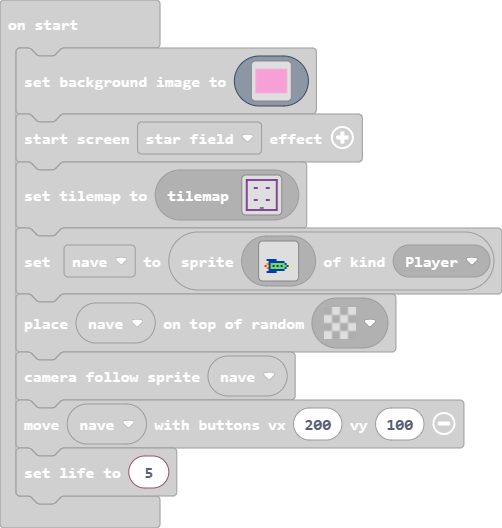 on start
set background image to
start screen star field effect
set tilemap to tilemap
set nave to sprite of kind Player
place nave on top of random
camera follow sprite nave
move nave with buttons vx 200 vy 100
set life to 5